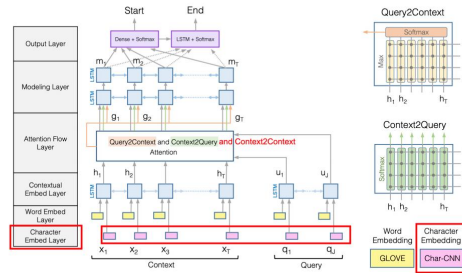 Start End
Query2Context
Output Layer
Dense + Softmax
LSTM + Softmax
Softmax
Max
m1 m2 mT
LSTM
Modeling Layer
LSTM
h1 h2 hT
g1 g2 gT
Context2Query
Attention Flow
Layer
Query2Context and Context2Query and Context2Context
Attention
Softmax
h1 h2 hT u1 uJ
Contextual
Embed Layer
LSTM
LSTM
h1 h2 hT
Word Embed
Layer
Character
Embed Layer
x1 x2 x3 xT q1 qJ
Context Query
Word
Embedding
GLOVE
Character
Embedding
Char-CNN